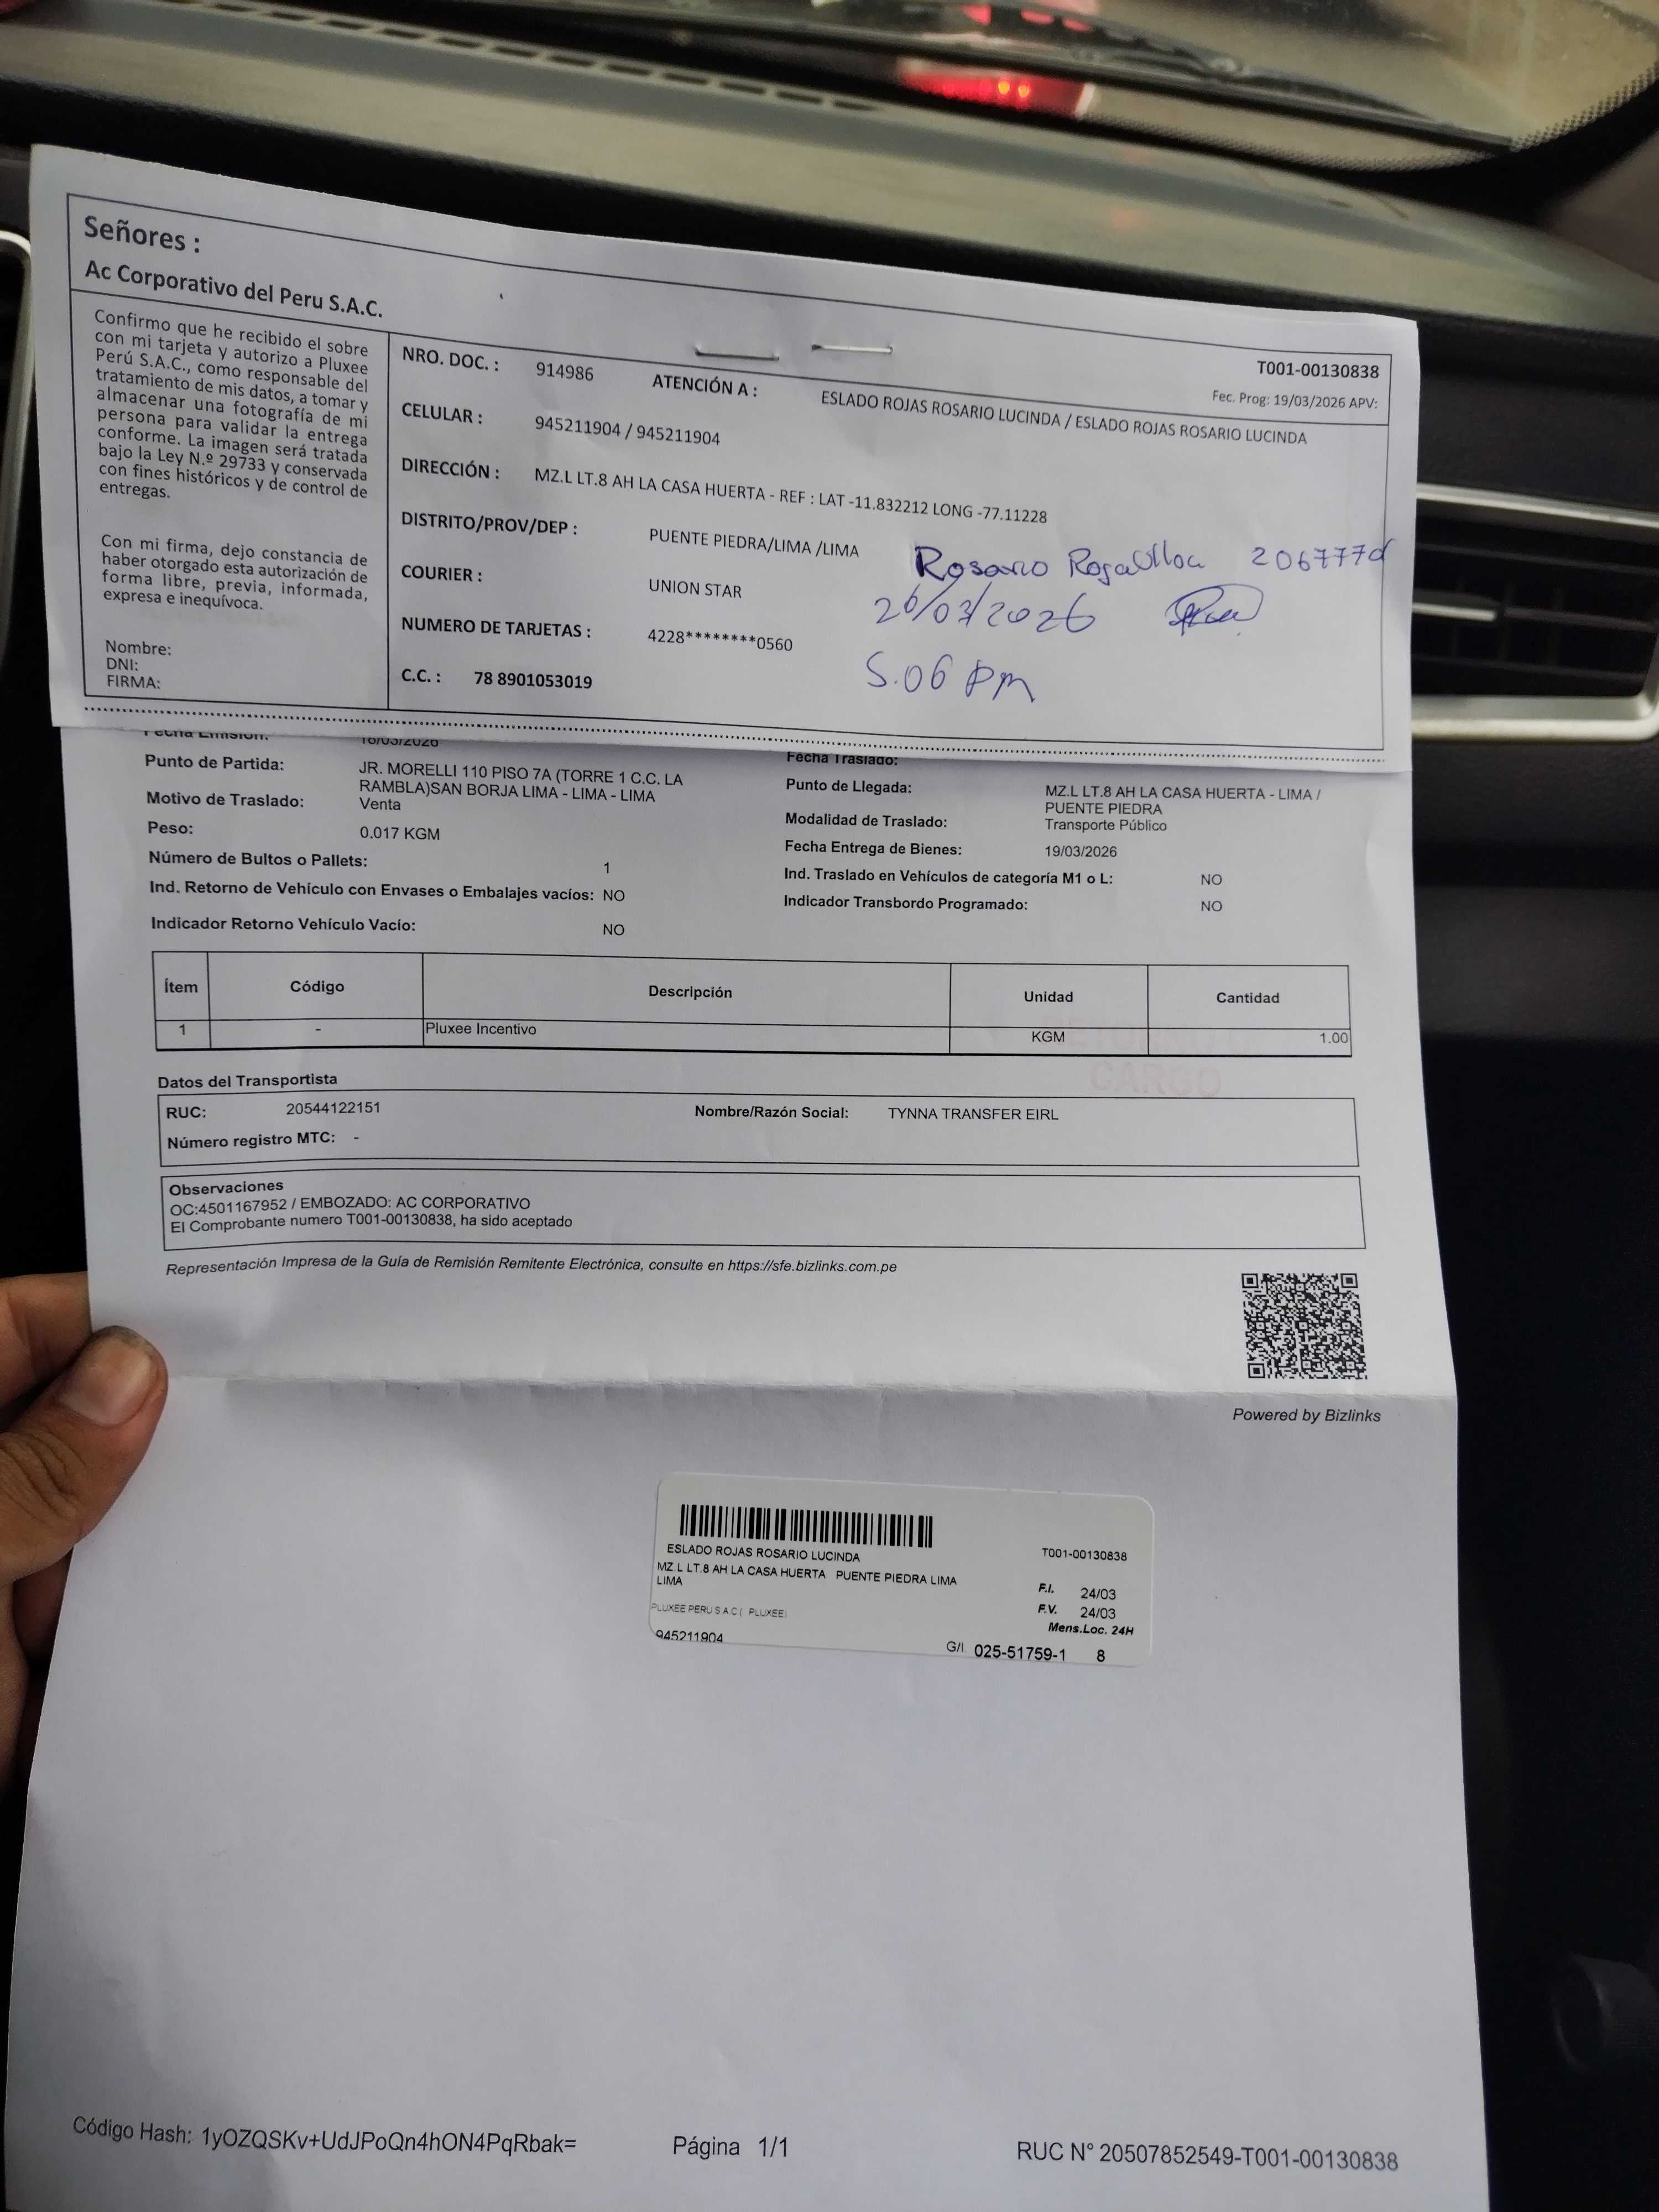 Señores :
Ac Corporativo del Peru S.A.C.
Confirmo que he recibido el sobre
con mi tarjeta y autorizo a Pluxee
Perú S.A.C., como responsable del
tratamiento de mis datos, a tomar y
almacenar una fotografía de mi
persona para validar la entrega
conforme. La imagen será tratada
bajo la Ley N.º 29733 y conservada
con fines históricos y de control de
entregas.
Con mi firma, dejo constancia de
haber otorgado esta autorización de
forma libre, previa, informada,
expresa e inequívoca.
Nombre:
DNI:
FIRMA:
T001-00130838
Fec. Prog: 19/03/2026 APV:
NRO. DOC. : 914986 ATENCIÓN A : ESLADO ROJAS ROSARIO LUCINDA / ESLADO ROJAS ROSARIO LUCINDA
CELULAR : 945211904 / 945211904
DIRECCIÓN : MZ.L LT.8 AH LA CASA HUERTA - REF : LAT -11.832212 LONG -77.11228
DISTRITO/PROV/DEP : PUENTE PIEDRA/LIMA /LIMA
COURIER : UNION STAR
NUMERO DE TARJETAS : 4228********0560
C.C. : 78 8901053019
Rosario
26/03/2026
5.06 pm
Fecha Emisión: 18/03/2026
Fecha Traslado:
Punto de Partida: JR. MORELLI 110 PISO 7A (TORRE 1 C.C. LA
RAMBLA)SAN BORJA LIMA - LIMA - LIMA
Punto de Llegada: MZ.L LT.8 AH LA CASA HUERTA - LIMA /
PUENTE PIEDRA
Motivo de Traslado: Venta
Modalidad de Traslado: Transporte Público
Peso: 0.017 KGM
Fecha Entrega de Bienes: 19/03/2026
Número de Bultos o Pallets: 1
Ind. Traslado en Vehículos de categoría M1 o L: NO
Ind. Retorno de Vehículo con Envases o Embalajes vacíos: NO
Indicador Transbordo Programado: NO
Indicador Retorno Vehículo Vacío: NO
Ítem Código Descripción Unidad Cantidad
1 - Pluxee Incentivo KGM 1.00
CARGO
Datos del Transportista
RUC: 20544122151 Nombre/Razón Social: TYNNA TRANSFER EIRL
Número registro MTC: -
Observaciones
OC:4501167952 / EMBOZADO: AC CORPORATIVO
El Comprobante numero T001-00130838, ha sido aceptado
Representación Impresa de la Guía de Remisión Remitente Electrónica, consulte en https://sfe.bizlinks.com.pe
Powered by Bizlinks
ESLADO ROJAS ROSARIO LUCINDA T001-00130838
MZ.L LT.8 AH LA CASA HUERTA PUENTE PIEDRA LIMA
LIMA
F.I. 24/03
F.V. 24/03
PLUXEE PERU S.A.C ( PLUXEE)
Mens.Loc. 24H
945211904
G/I 025-51759-1 8
Código Hash: 1yOZQSKv+UdJPoQn4hON4PqRbak=
Página 1/1
RUC N° 20507852549-T001-00130838